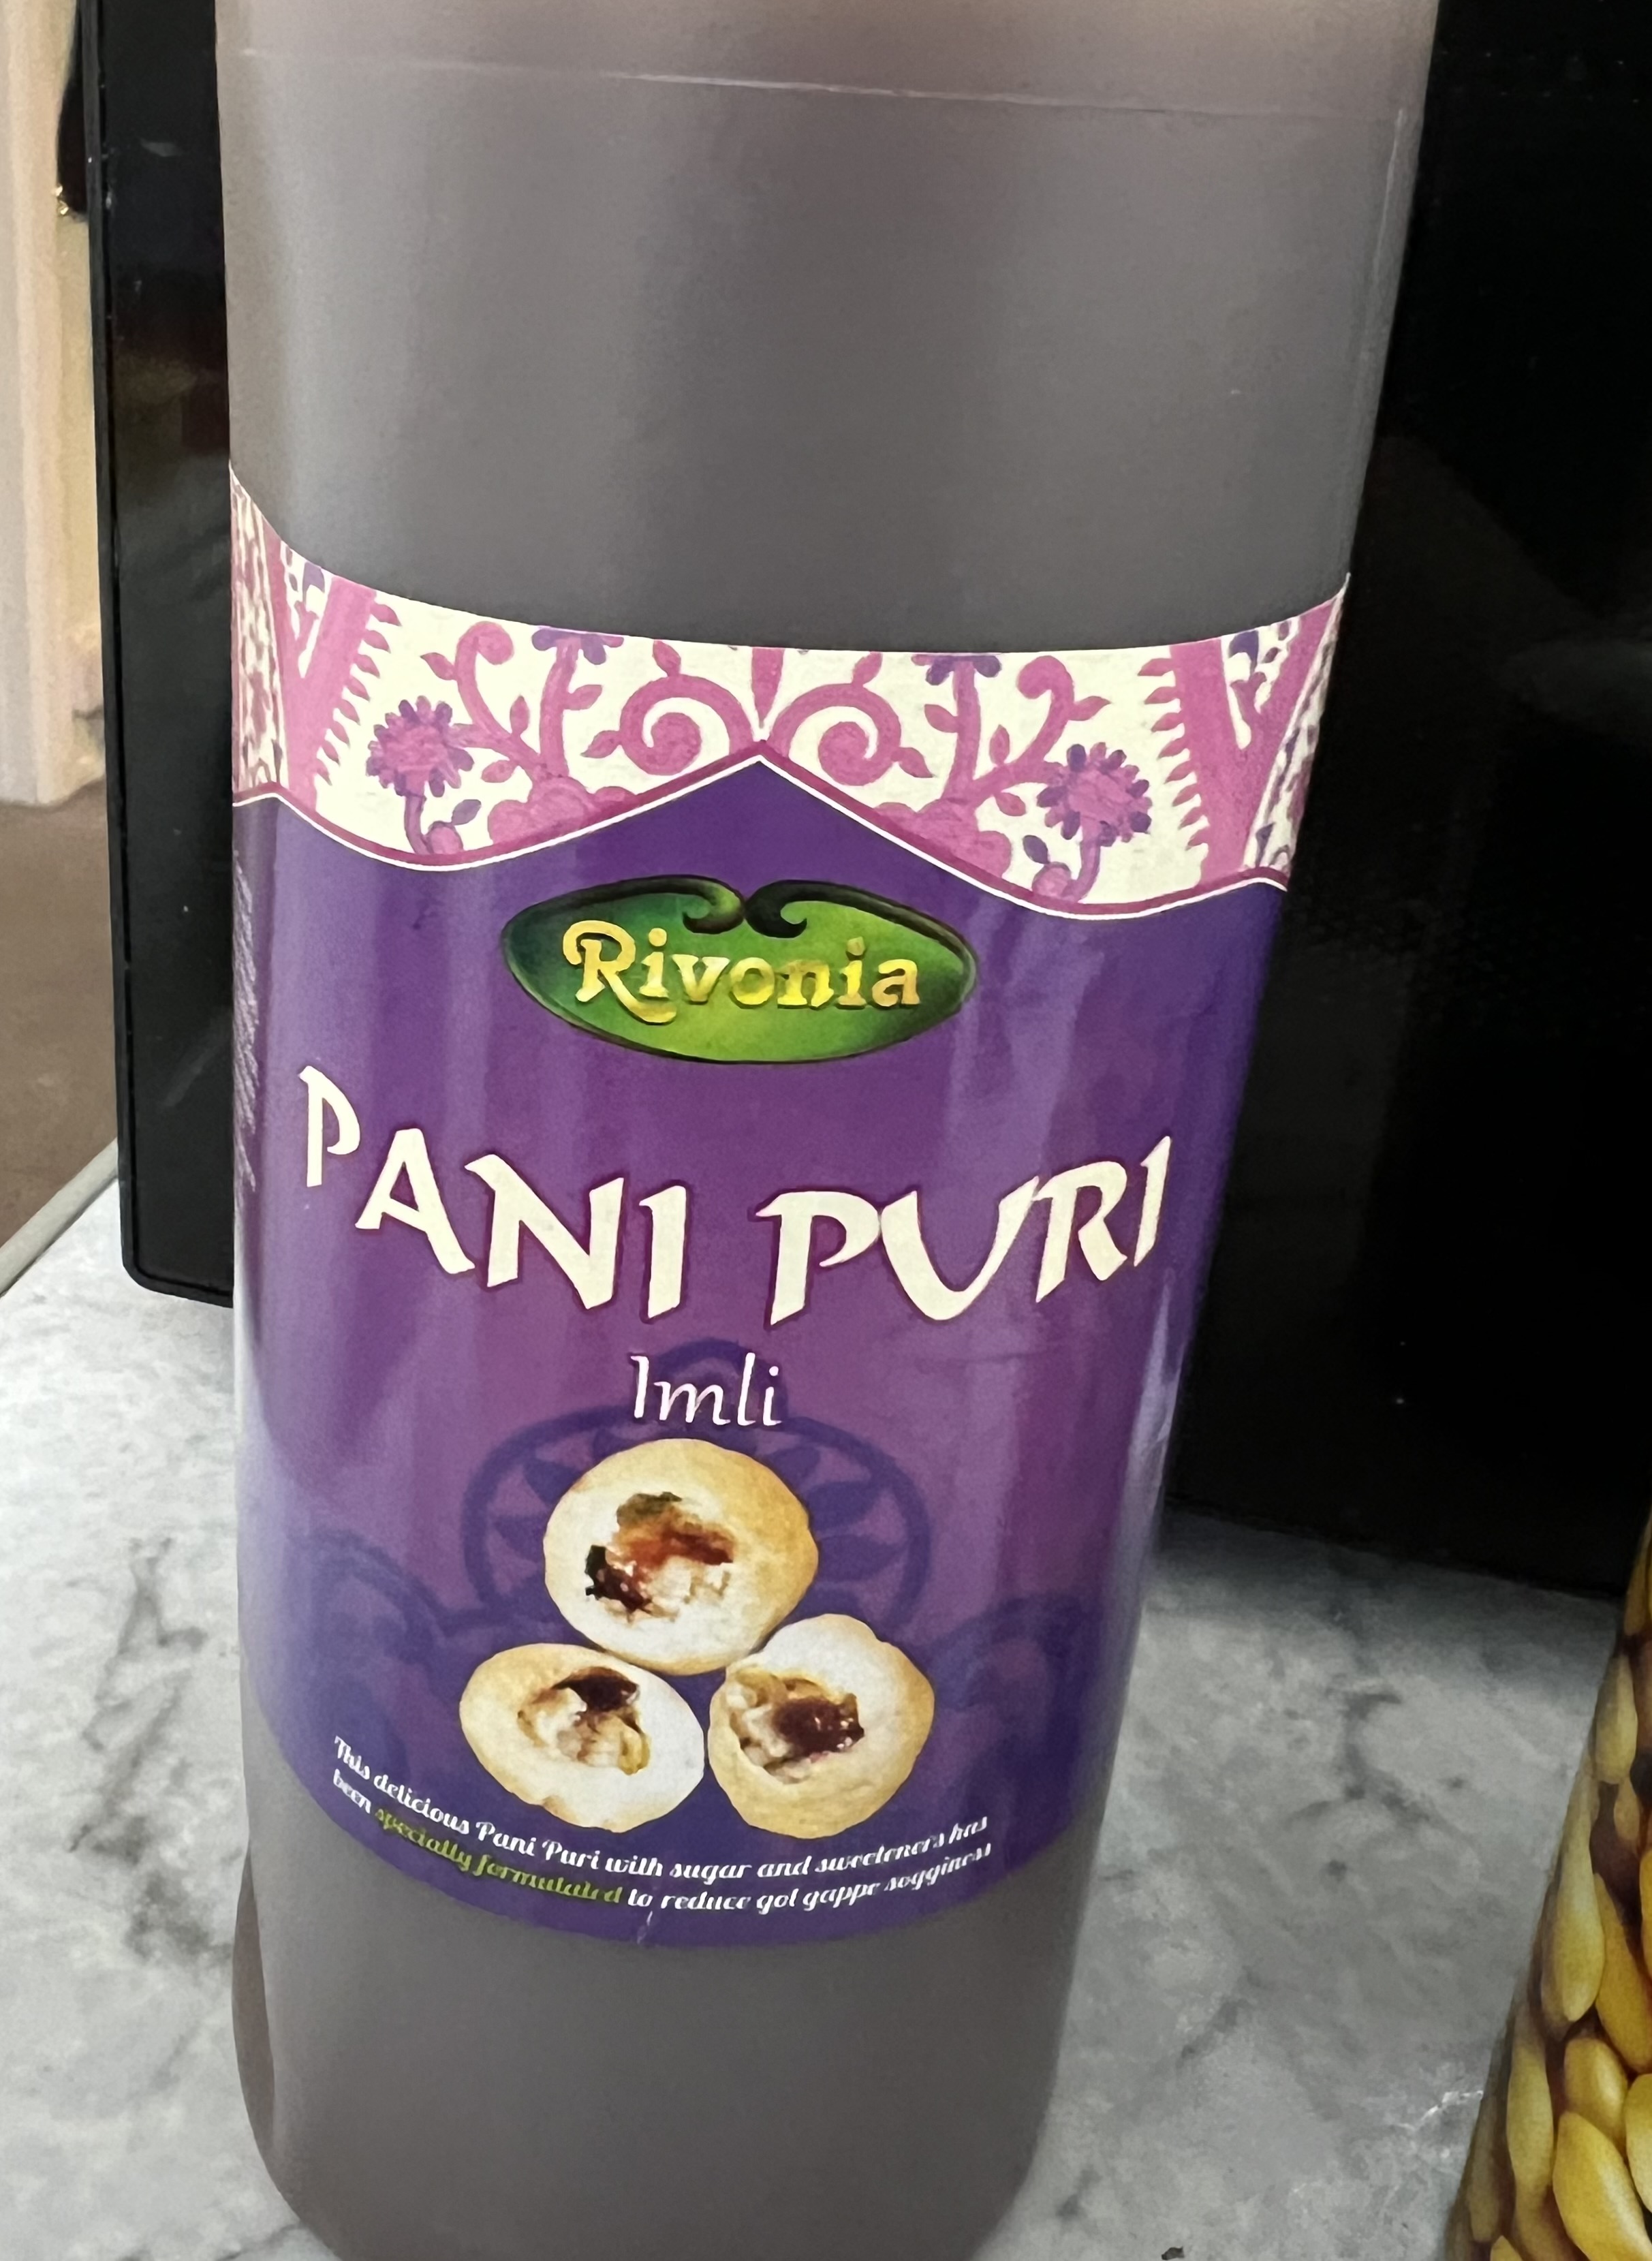 Rivonia
PANI PURI
Imli
This delicious Pani Puri with sugar and sweeteners has
been specially formulated to reduce gol gappe sogginess